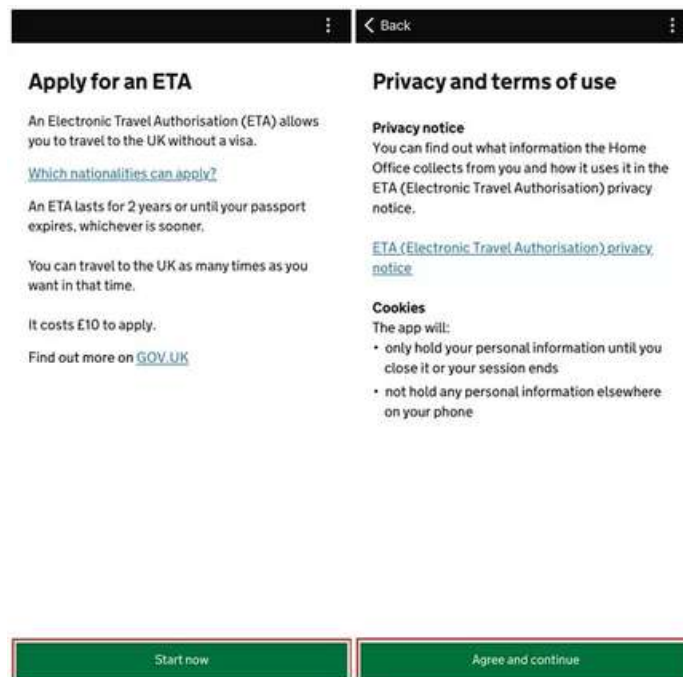 Apply for an ETA
An Electronic Travel Authorisation (ETA) allows
you to travel to the UK without a visa.
Which nationalities can apply?
An ETA lasts for 2 years or until your passport
expires, whichever is sooner.
You can travel to the UK as many times as you
want in that time.
It costs £10 to apply.
Find out more on GOV.UK
Start now
Back
Privacy and terms of use
Privacy notice
You can find out what information the Home
Office collects from you and how it uses it in the
ETA (Electronic Travel Authorisation) privacy
notice.
ETA (Electronic Travel Authorisation) privacy
notice
Cookies
The app will:
• only hold your personal information until you
close it or your session ends
• not hold any personal information elsewhere
on your phone
Agree and continue